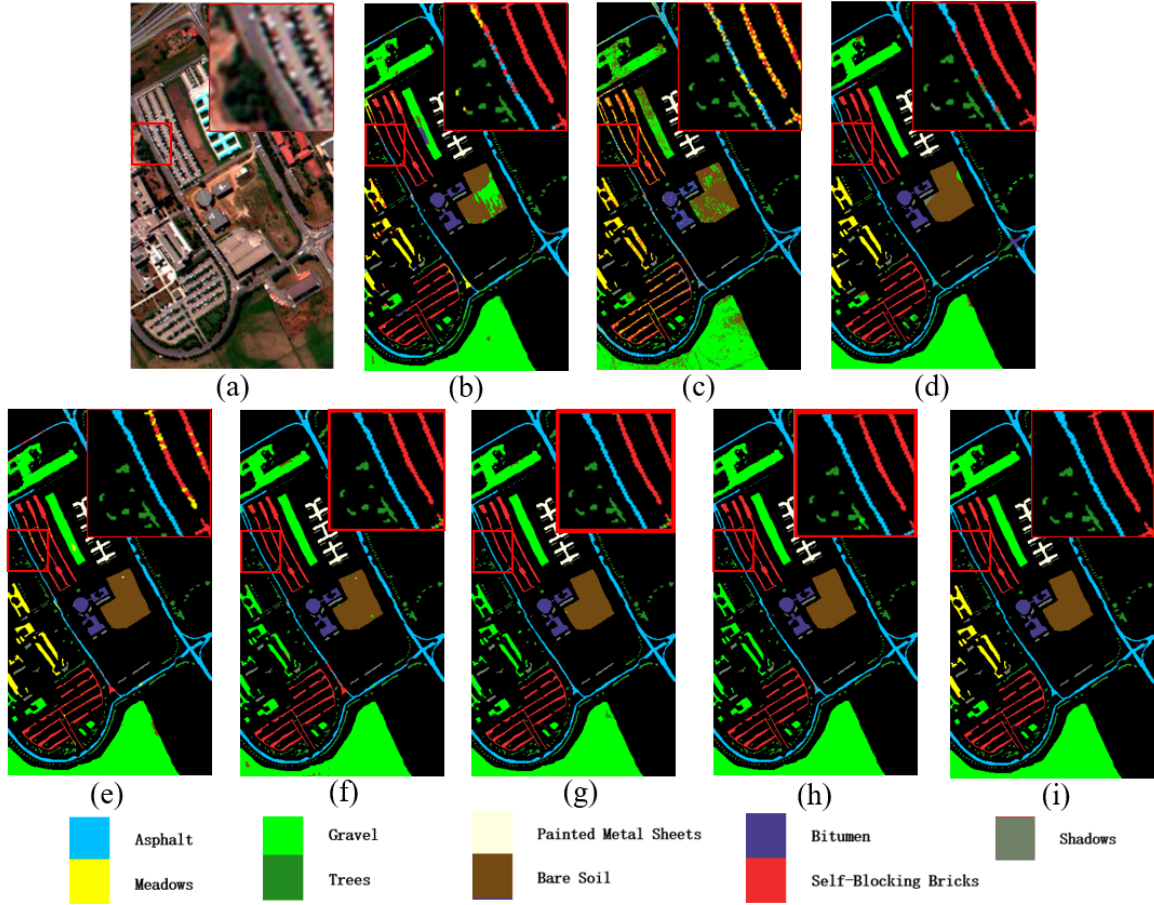 (a) (b) (c) (d)
(e) (f) (g) (h) (i)
Asphalt Gravel Painted Metal Sheets Bitumen Shadows
Meadows Trees Bare Soil Self-Blocking Bricks